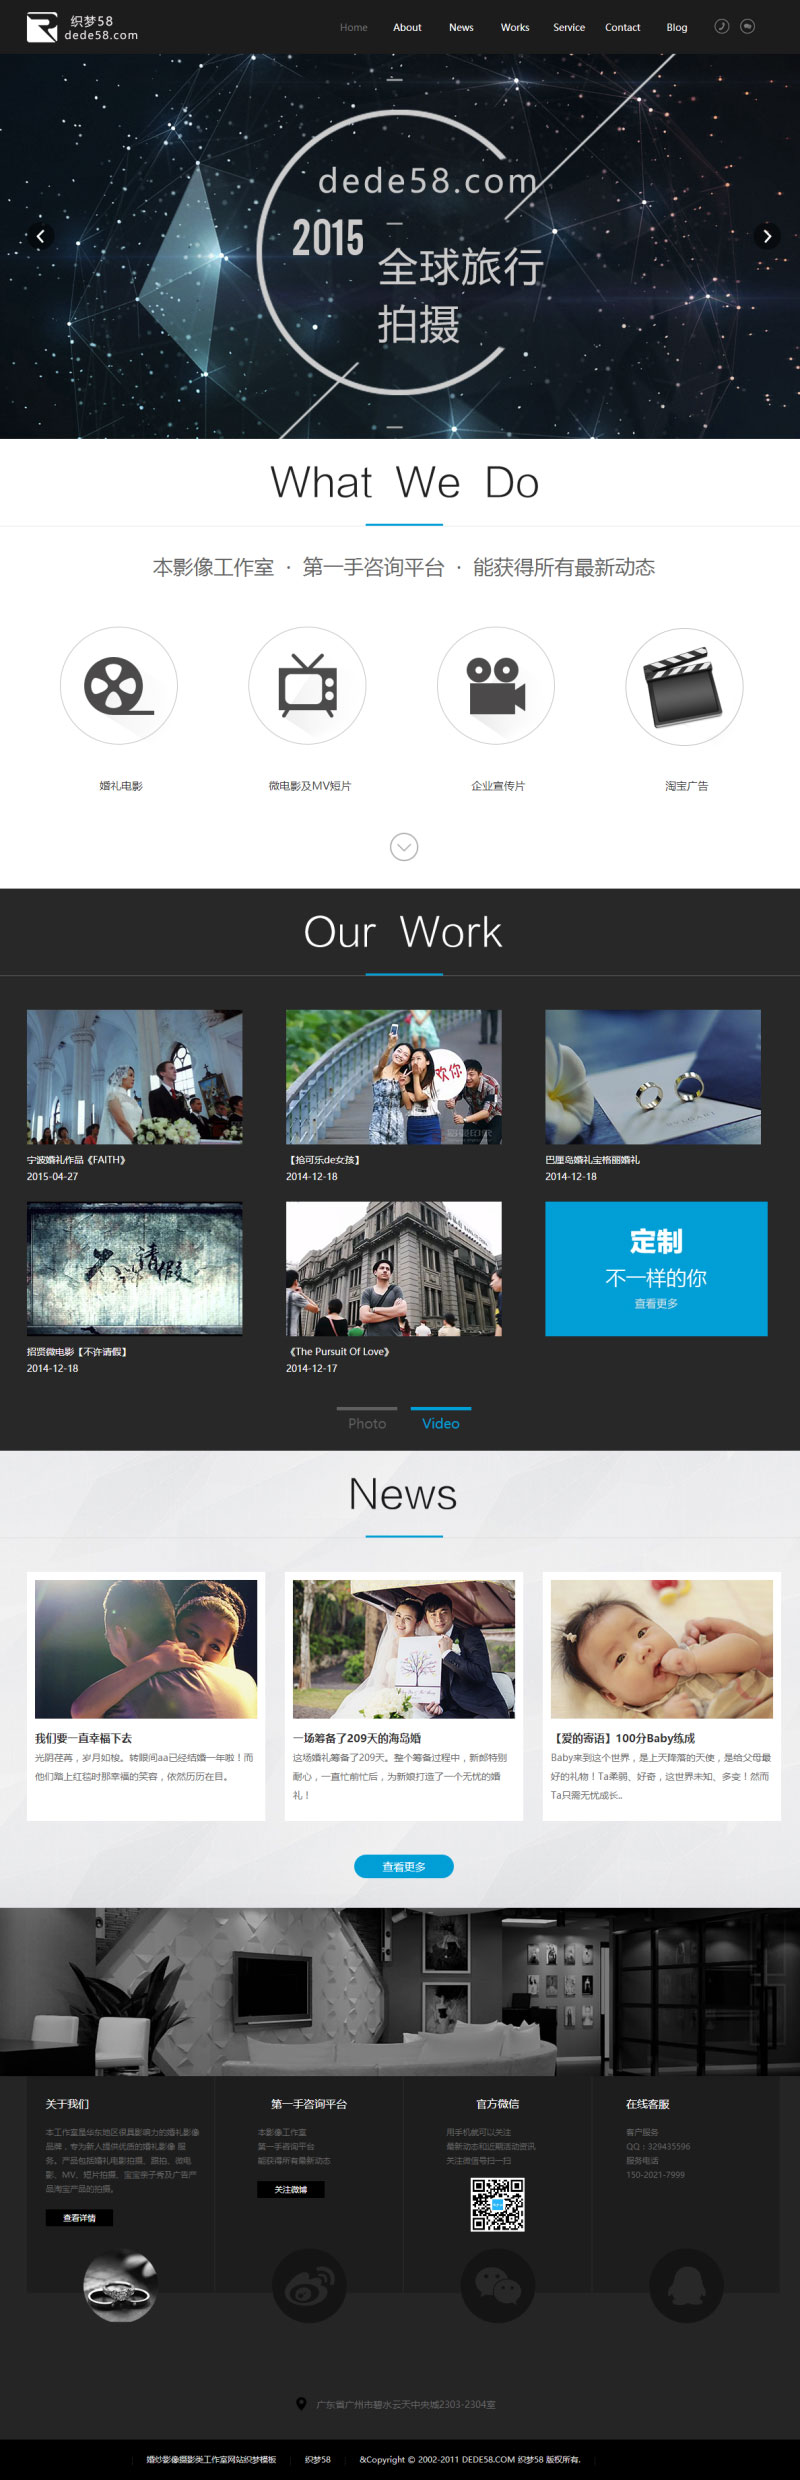 织梦58
dede58.com
Home About News Works Service Contact Blog
dede58.com
2015
全球旅行
拍摄
What We Do
本影像工作室 · 第一手咨询平台 · 能获得所有最新动态
婚礼电影 微电影及MV短片 企业宣传片 淘宝广告
Our Work
欢你
宁波婚礼作品《FAITH》
2015-04-27
【抢可乐de女孩】
2014-12-18
巴厘岛婚礼宝格丽婚礼
2014-12-18
不许请假
招贤微电影【不许请假】
2014-12-18
《The Pursuit Of Love》
2014-12-17
定制
不一样的你
查看更多
Photo Video
News
我们要一直幸福下去
光阴荏苒，岁月如梭。转眼间aa已经结婚一年啦！而
他们踏上红毯时那幸福的笑容，依然历历在目。
一场筹备了209天的海岛婚
这场婚礼筹备了209天。整个筹备过程中，新郎特别
耐心，一直忙前忙后，为新娘打造了一个无忧的婚
礼！
【爱的寄语】100分Baby练成
Baby来到这个世界，是上天降落的天使，是给父母最
好的礼物！Ta柔弱、好奇，这世界未知、多变！然而
Ta只需无忧成长..
查看更多
关于我们
本工作室是华东地区很具影响力的婚礼影像
品牌，专为新人提供优质的婚礼影像 服
务。产品包括婚礼电影拍摄、跟拍、微电
影、MV、短片拍摄、宝宝亲子秀及广告产
品淘宝产品的拍摄。
查看详情
第一手咨询平台
本影像工作室
第一手咨询平台
能获得所有最新动态
关注微博
官方微信
用手机就可以关注
最新动态和近期活动资讯
关注微信号扫一扫
在线客服
客户服务
QQ：329435596
服务电话
150-2021-7999
广东省广州市碧水云天中央城2303-2304室
婚纱影像摄影类工作室网站织梦模板 织梦58 &Copyright © 2002-2011 DEDE58.COM 织梦58 版权所有.